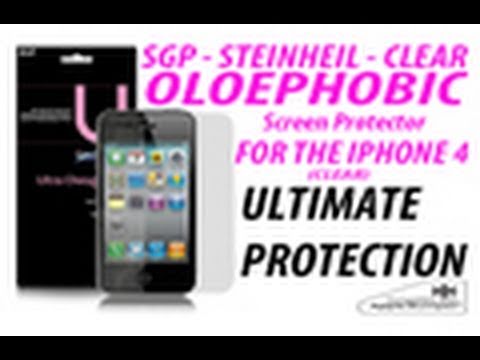 SGP - STEINHEIL - CLEAR
OLOEPHOBIC
Screen Protector
FOR THE IPHONE 4
(CLEAR)
ULTIMATE
PROTECTION